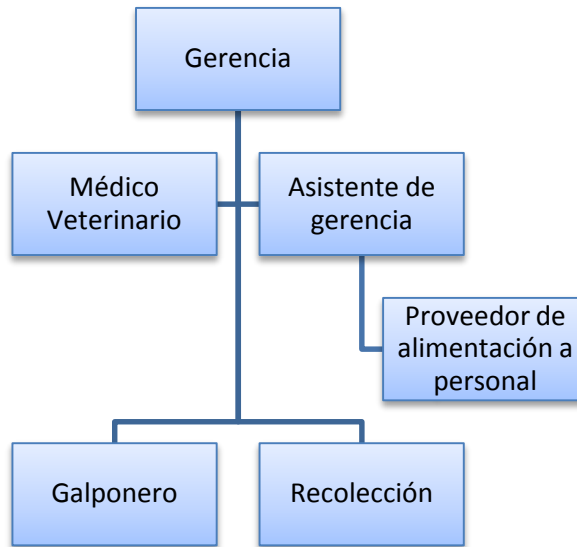 Gerencia
Médico
Veterinario
Asistente de
gerencia
Proveedor de
alimentación a
personal
Galponero
Recolección